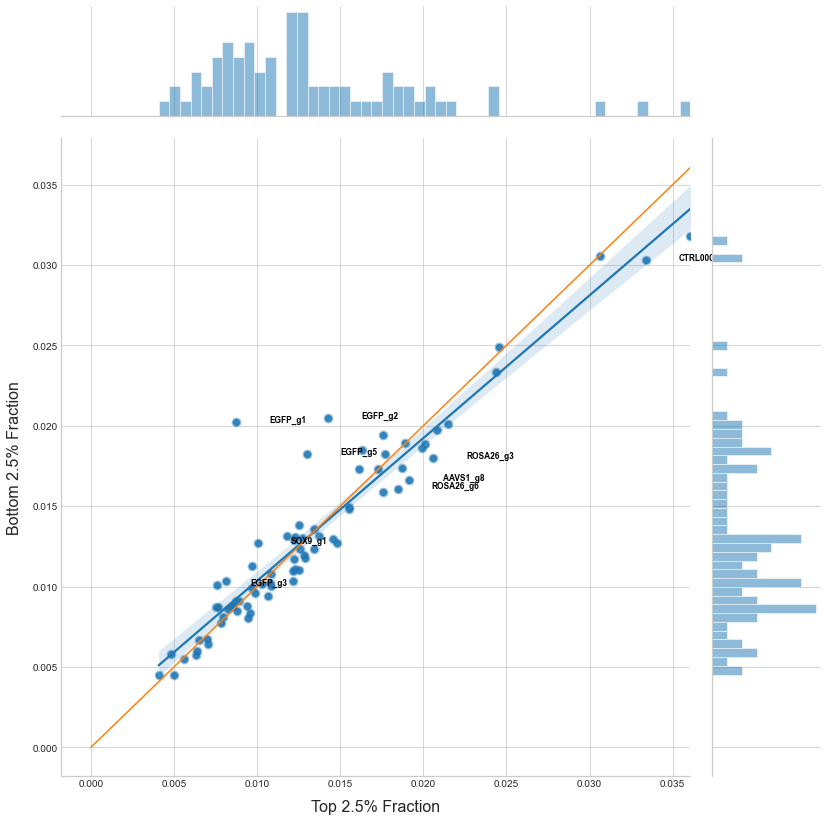 0.035
0.030
0.025
0.020
0.015
0.010
0.005
0.000
Bottom 2.5% Fraction
CTRL000
EGFP_g1
EGFP_g2
EGFP_g5
ROSA26_g3
AAVS1_g8
ROSA26_g6
SOX9_g1
EGFP_g3
0.000 0.005 0.010 0.015 0.020 0.025 0.030 0.035
Top 2.5% Fraction